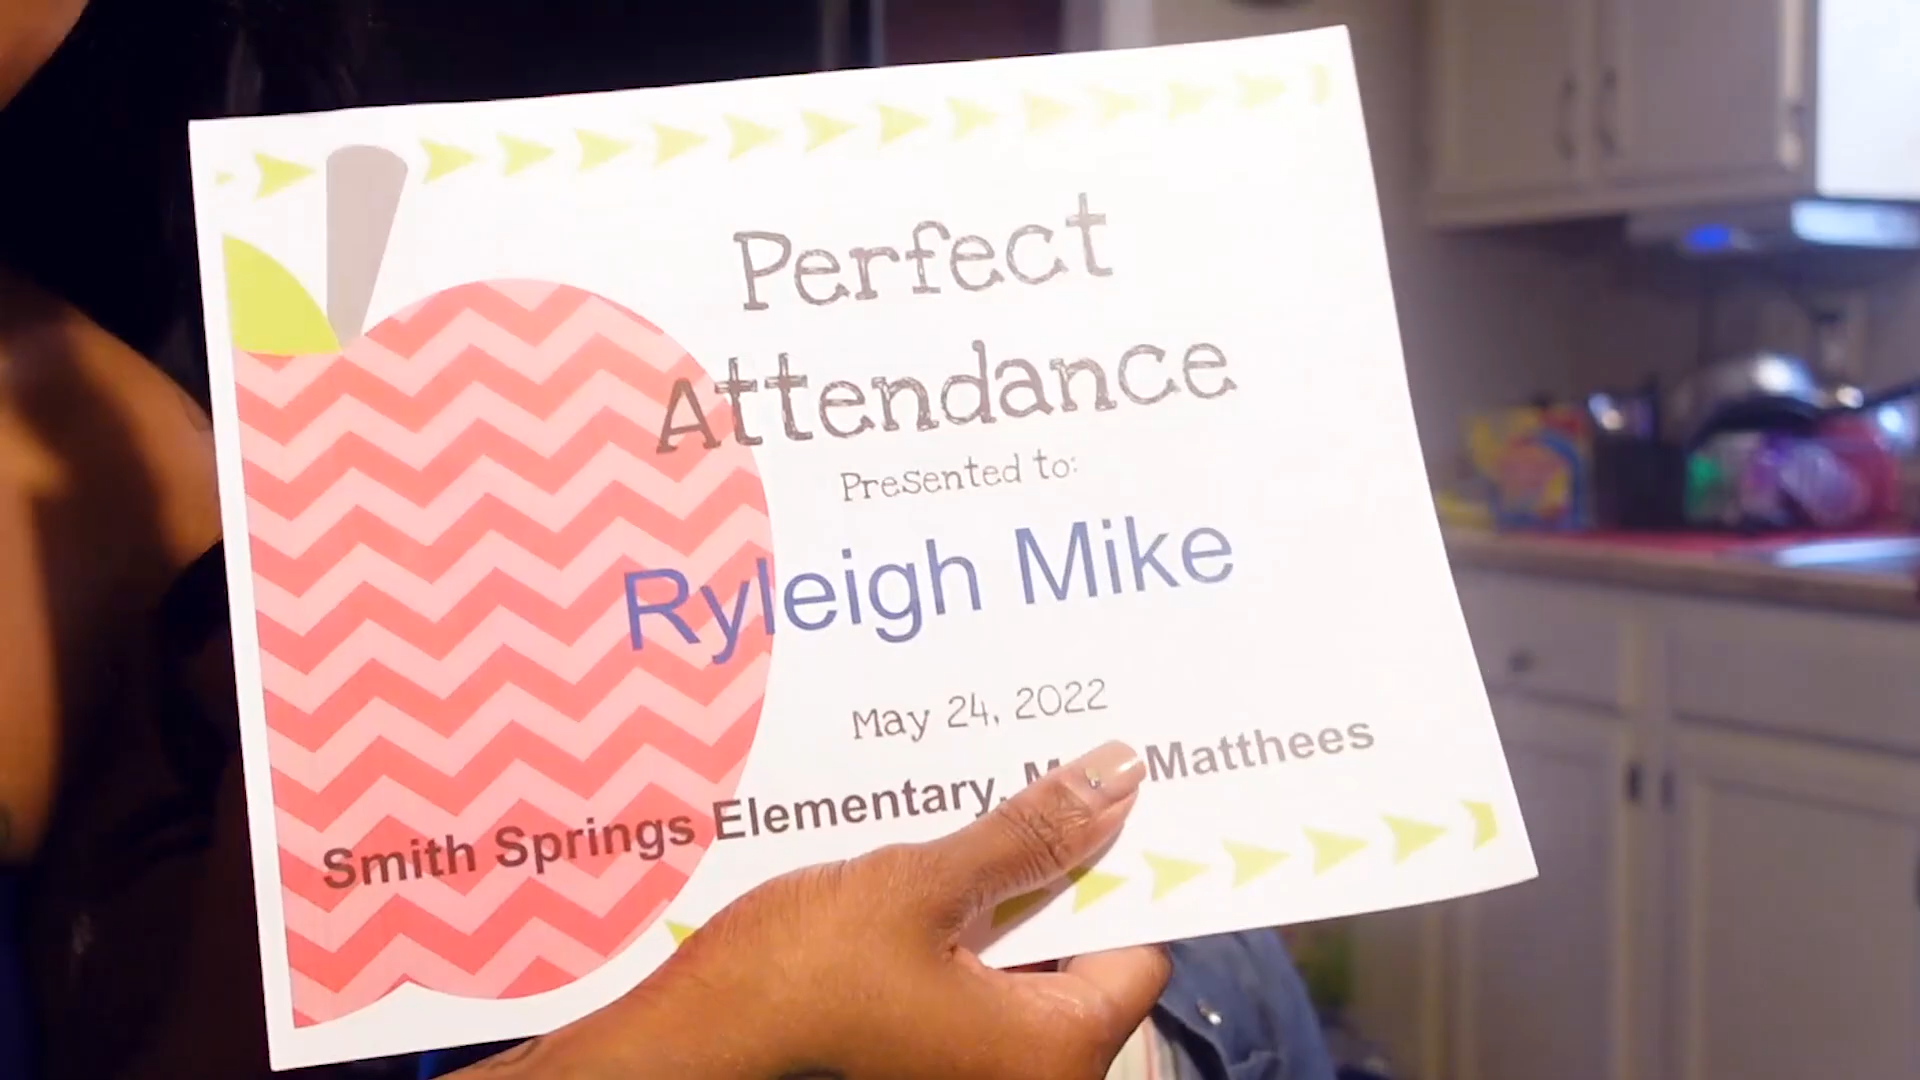 Perfect
Attendance
Presented to:
Ryleigh Mike
May 24, 2022
Smith Springs Elementary, Matthees